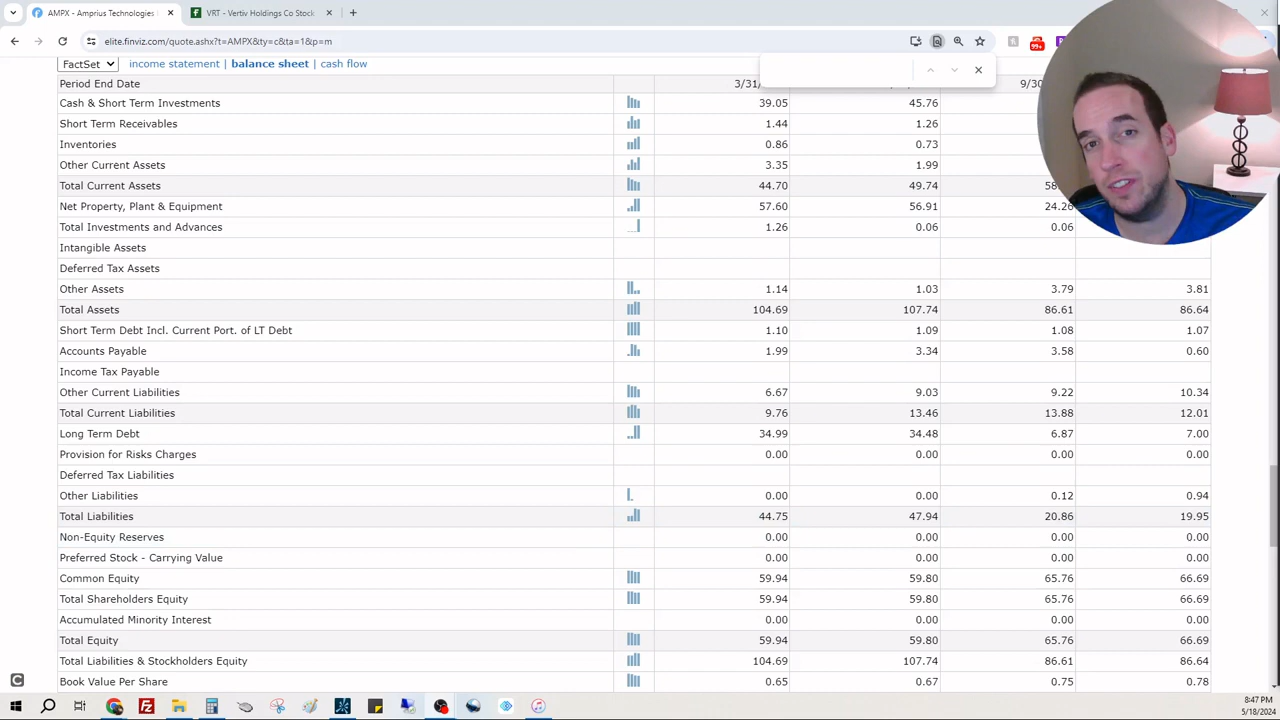 AMPX - Amprius Technologies
VRT - Vertiv Holdings Co Stock
elite.finviz.com/quote.ashx?t=AMPX&ty=c&ta=1&p=m
99+
FactSet income statement | balance sheet | cash flow
Period End Date 3/31/ 9/30
Cash & Short Term Investments 39.05 45.76
Short Term Receivables 1.44 1.26
Inventories 0.86 0.73
Other Current Assets 3.35 1.99
Total Current Assets 44.70 49.74 58
Net Property, Plant & Equipment 57.60 56.91 24.26
Total Investments and Advances 1.26 0.06 0.06
Intangible Assets
Deferred Tax Assets
Other Assets 1.14 1.03 3.79 3.81
Total Assets 104.69 107.74 86.61 86.64
Short Term Debt Incl. Current Port. of LT Debt 1.10 1.09 1.08 1.07
Accounts Payable 1.99 3.34 3.58 0.60
Income Tax Payable
Other Current Liabilities 6.67 9.03 9.22 10.34
Total Current Liabilities 9.76 13.46 13.88 12.01
Long Term Debt 34.99 34.48 6.87 7.00
Provision for Risks Charges 0.00 0.00 0.00 0.00
Deferred Tax Liabilities
Other Liabilities 0.00 0.00 0.12 0.94
Total Liabilities 44.75 47.94 20.86 19.95
Non-Equity Reserves 0.00 0.00 0.00 0.00
Preferred Stock - Carrying Value 0.00 0.00 0.00 0.00
Common Equity 59.94 59.80 65.76 66.69
Total Shareholders Equity 59.94 59.80 65.76 66.69
Accumulated Minority Interest 0.00 0.00 0.00 0.00
Total Equity 59.94 59.80 65.76 66.69
Total Liabilities & Stockholders Equity 104.69 107.74 86.61 86.64
Book Value Per Share 0.65 0.67 0.75 0.78
8:47 PM
5/18/2024